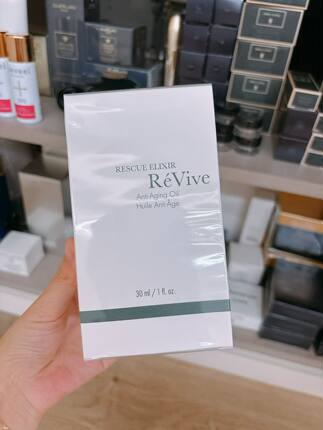 RESCUE ELIXIR
RéVive
Anti-Aging Oil
Huile Anti-Âge
30 ml / 1 fl. oz.